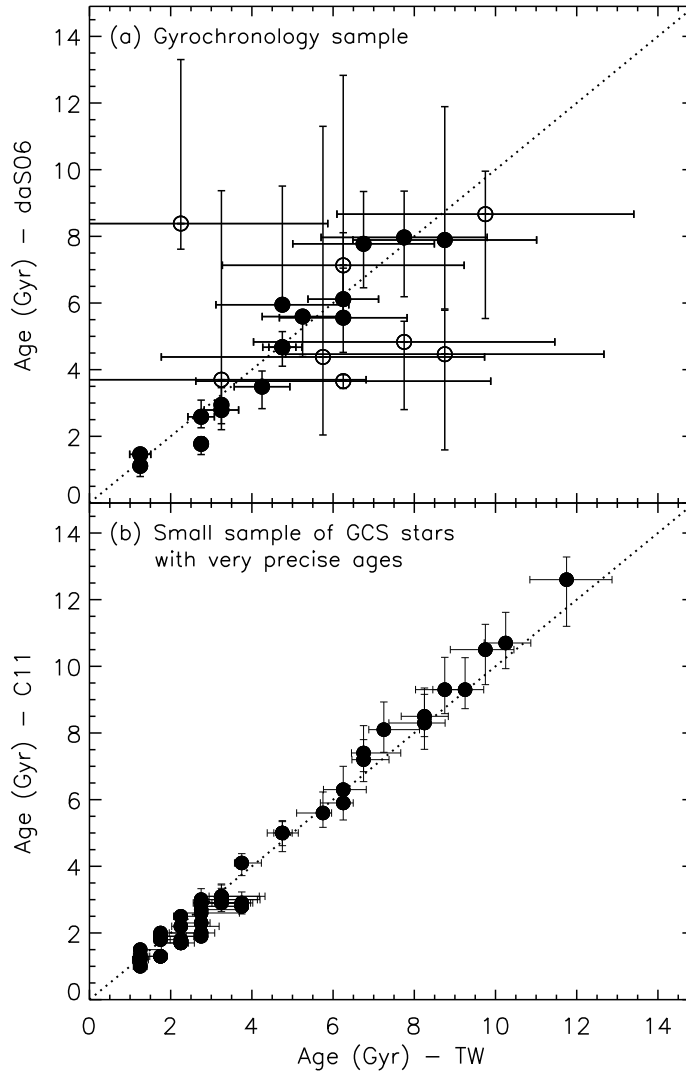 14
12
10
8
6
4
2
0
Age (Gyr) – daS06
(a) Gyrochronology sample
14
12
10
8
6
4
2
0
Age (Gyr) – C11
(b) Small sample of GCS stars
with very precise ages
0 2 4 6 8 10 12 14
Age (Gyr) – TW